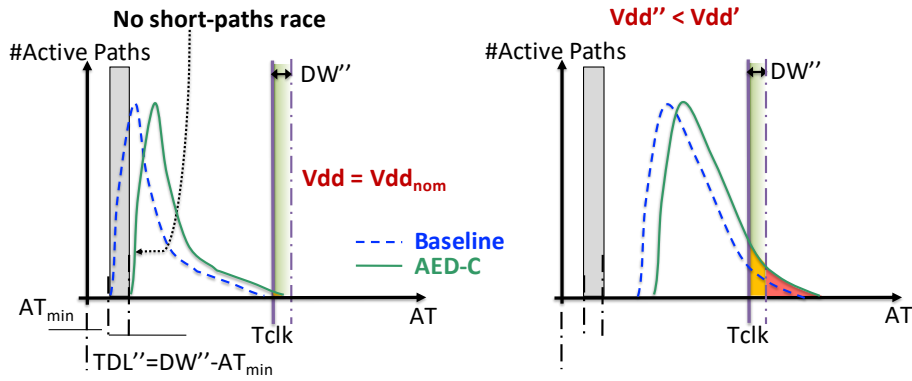 No short-paths race
#Active Paths
DW''
Vdd = Vdd_nom
Baseline
AED-C
AT_min
Tclk
AT
TDL''=DW''-AT_min
Vdd'' < Vdd'
#Active Paths
DW''
Tclk
AT